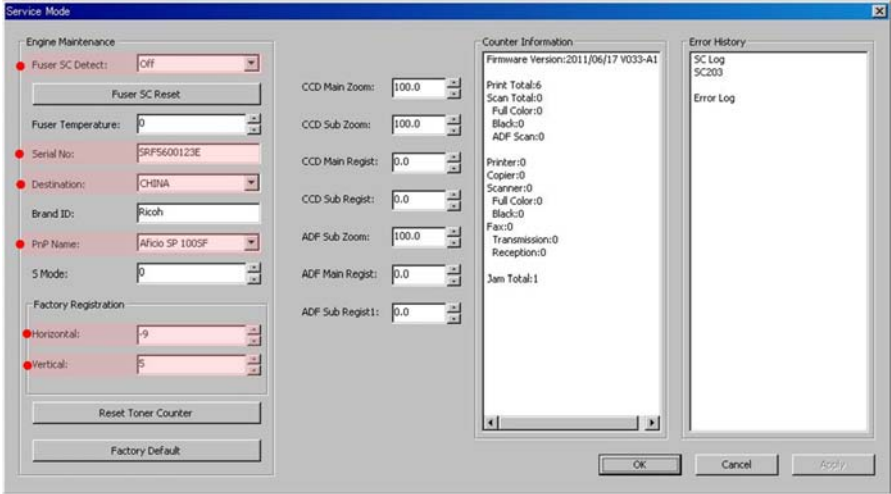 Service Mode
Engine Maintenance
Fuser SC Detect: Off
Fuser SC Reset
Fuser Temperature: 0
Serial No: SRF5600123E
Destination: CHINA
Brand ID: Ricoh
PnP Name: Aficio SP 100SF
S Mode: 0
Factory Registration
Horizontal: -9
Vertical: 5
Reset Toner Counter
Factory Default
CCD Main Zoom: 100.0
CCD Sub Zoom: 100.0
CCD Main Regist: 0.0
CCD Sub Regist: 0.0
ADF Sub Zoom: 100.0
ADF Main Regist: 0.0
ADF Sub Regist1: 0.0
Counter Information
Firmware Version:2011/06/17 V033-A1
Print Total:6
Scan Total:0
Full Color:0
Black:0
ADF Scan:0
Printer:0
Copier:0
Scanner:0
Full Color:0
Black:0
Fax:0
Transmission:0
Reception:0
Jam Total:1
Error History
SC Log
SC203
Error Log
OK
Cancel
Apply